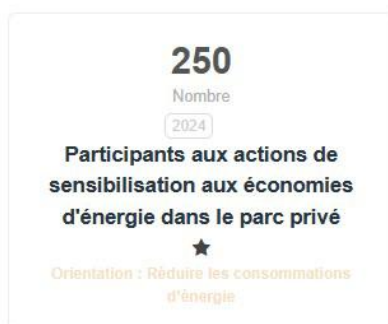 250
Nombre
2024
Participants aux actions de
sensibilisation aux économies
d'énergie dans le parc privé
Orientation : Réduire les consommations
d'énergie